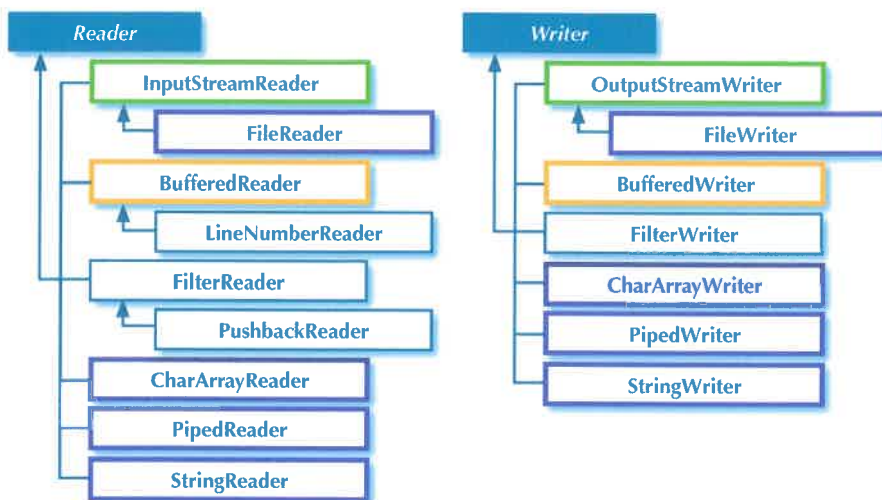 Reader
InputStreamReader
FileReader
BufferedReader
LineNumberReader
FilterReader
PushbackReader
CharArrayReader
PipedReader
StringReader
Writer
OutputStreamWriter
FileWriter
BufferedWriter
FilterWriter
CharArrayWriter
PipedWriter
StringWriter